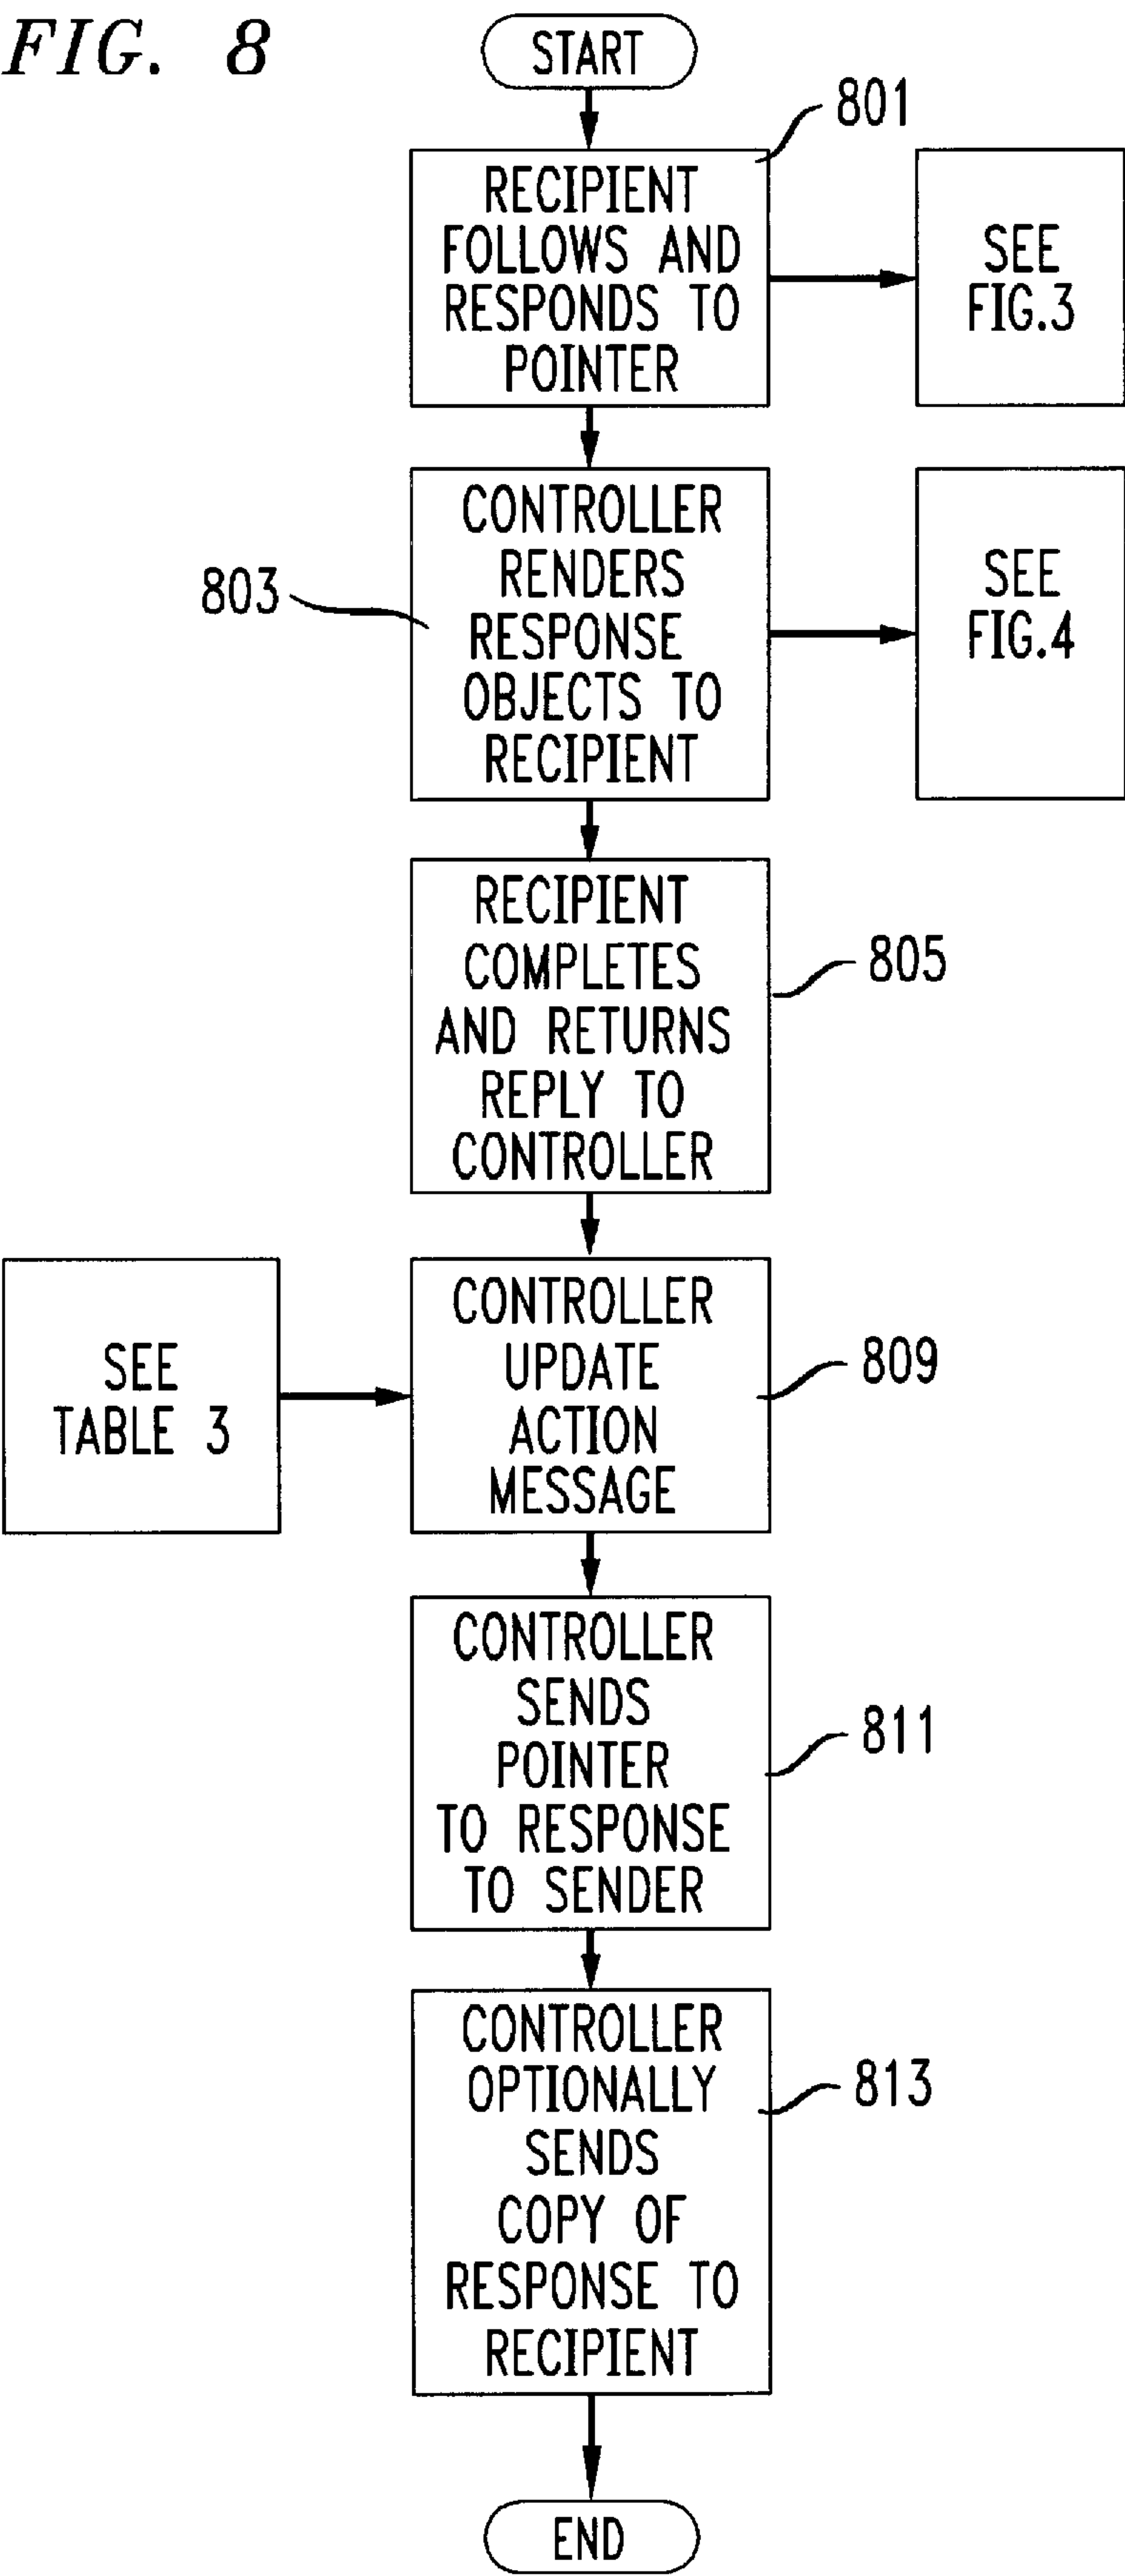 FIG. 8
START
801
RECIPIENT
FOLLOWS AND
RESPONDS TO
POINTER
SEE
FIG.3
803
CONTROLLER
RENDERS
RESPONSE
OBJECTS TO
RECIPIENT
SEE
FIG.4
RECIPIENT
COMPLETES
AND RETURNS
REPLY TO
CONTROLLER
805
SEE
TABLE 3
CONTROLLER
UPDATE
ACTION
MESSAGE
809
CONTROLLER
SENDS
POINTER
TO RESPONSE
TO SENDER
811
CONTROLLER
OPTIONALLY
SENDS
COPY OF
RESPONSE TO
RECIPIENT
813
END